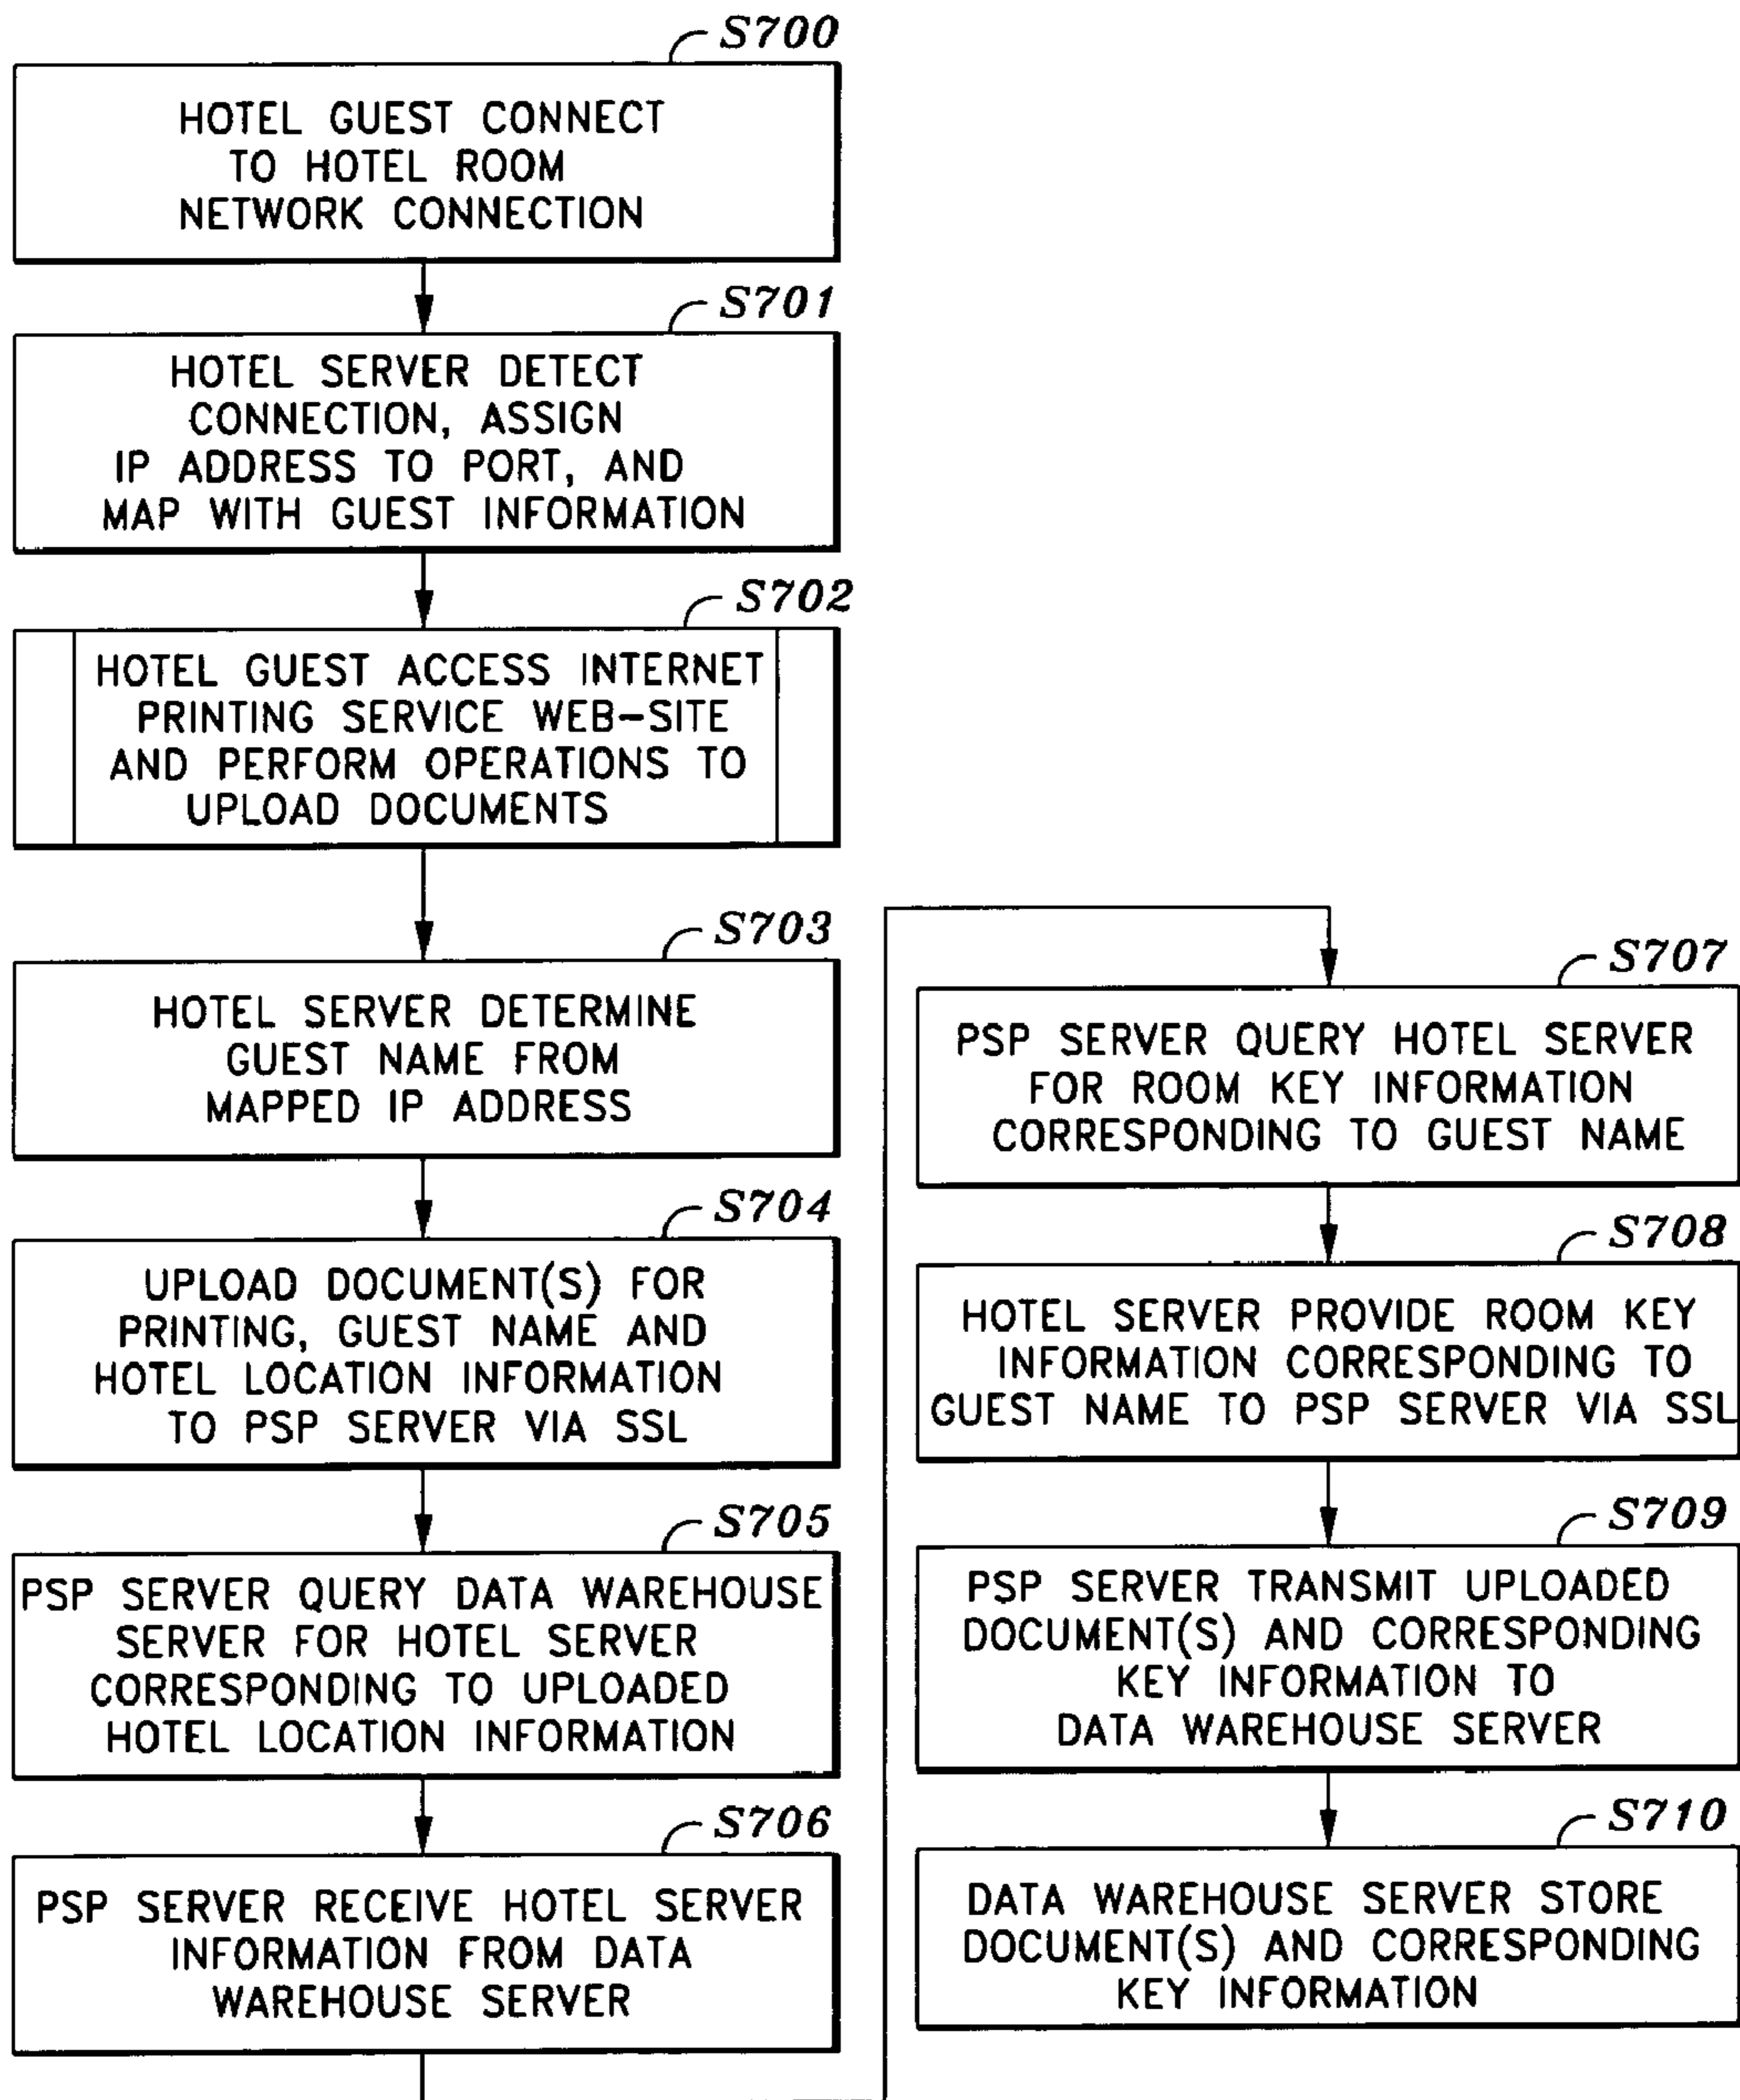 S700
HOTEL GUEST CONNECT
TO HOTEL ROOM
NETWORK CONNECTION
S701
HOTEL SERVER DETECT
CONNECTION, ASSIGN
IP ADDRESS TO PORT, AND
MAP WITH GUEST INFORMATION
S702
HOTEL GUEST ACCESS INTERNET
PRINTING SERVICE WEB-SITE
AND PERFORM OPERATIONS TO
UPLOAD DOCUMENTS
S703
HOTEL SERVER DETERMINE
GUEST NAME FROM
MAPPED IP ADDRESS
S704
UPLOAD DOCUMENT(S) FOR
PRINTING, GUEST NAME AND
HOTEL LOCATION INFORMATION
TO PSP SERVER VIA SSL
S705
PSP SERVER QUERY DATA WAREHOUSE
SERVER FOR HOTEL SERVER
CORRESPONDING TO UPLOADED
HOTEL LOCATION INFORMATION
S706
PSP SERVER RECEIVE HOTEL SERVER
INFORMATION FROM DATA
WAREHOUSE SERVER
S707
PSP SERVER QUERY HOTEL SERVER
FOR ROOM KEY INFORMATION
CORRESPONDING TO GUEST NAME
S708
HOTEL SERVER PROVIDE ROOM KEY
INFORMATION CORRESPONDING TO
GUEST NAME TO PSP SERVER VIA SSL
S709
PSP SERVER TRANSMIT UPLOADED
DOCUMENT(S) AND CORRESPONDING
KEY INFORMATION TO
DATA WAREHOUSE SERVER
S710
DATA WAREHOUSE SERVER STORE
DOCUMENT(S) AND CORRESPONDING
KEY INFORMATION